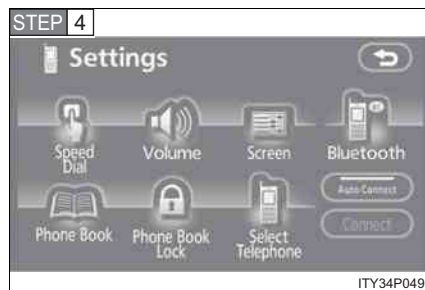 STEP 4
Settings
Speed
Dial
Volume
Screen
Bluetooth
Auto Connect
Phone Book
Phone Book
Lock
Select
Telephone
Connect
ITY34P049